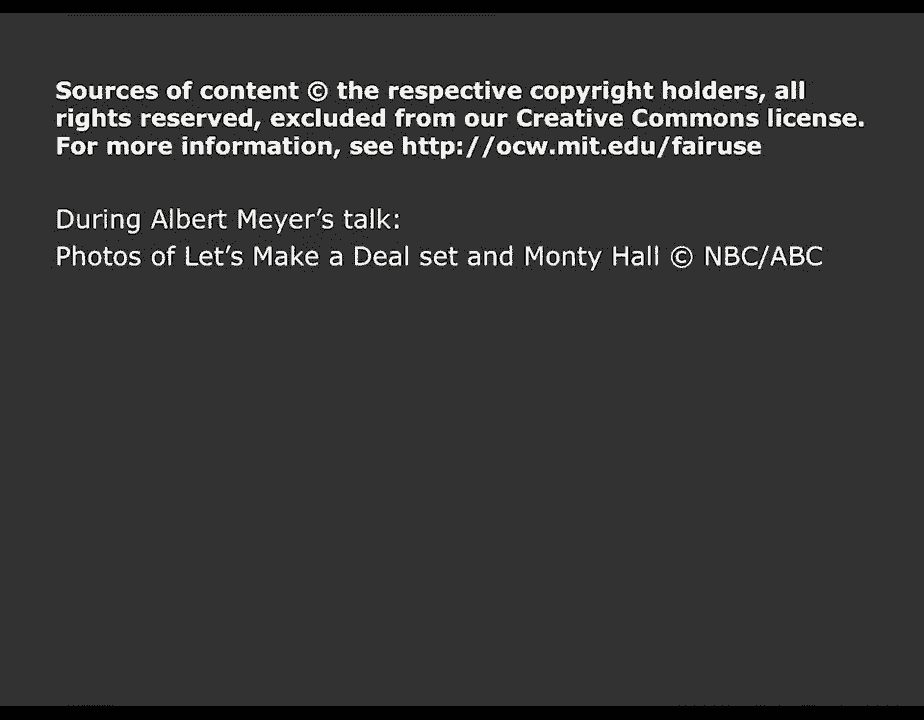 Sources of content © the respective copyright holders, all
rights reserved, excluded from our Creative Commons license.
For more information, see http://ocw.mit.edu/fairuse
During Albert Meyer’s talk:
Photos of Let’s Make a Deal set and Monty Hall © NBC/ABC